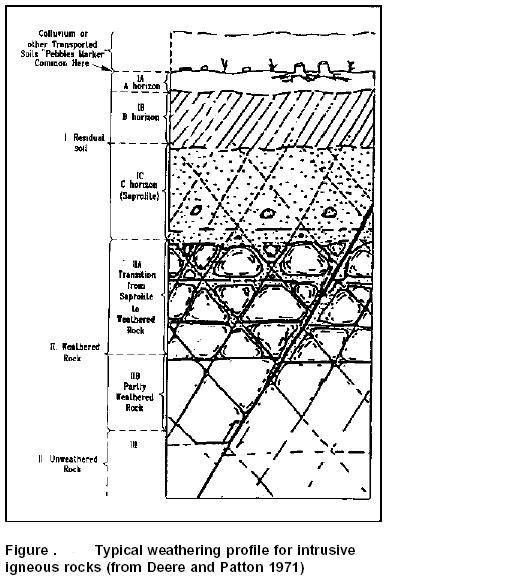 Colluvium or
other Transported
Soils "Pebbles Marker
Common Here
IA
A horizon
IB
B horizon
I. Residual
soil
IC
C horizon
(Saprolite)
IIA
Transition
from
Saprolite
to
Weathered
Rock
II. Weathered
Rock
IIB
Partly
Weathered
Rock
III
II Unweathered
Rock
Figure . Typical weathering profile for intrusive
igneous rocks (from Deere and Patton 1971)